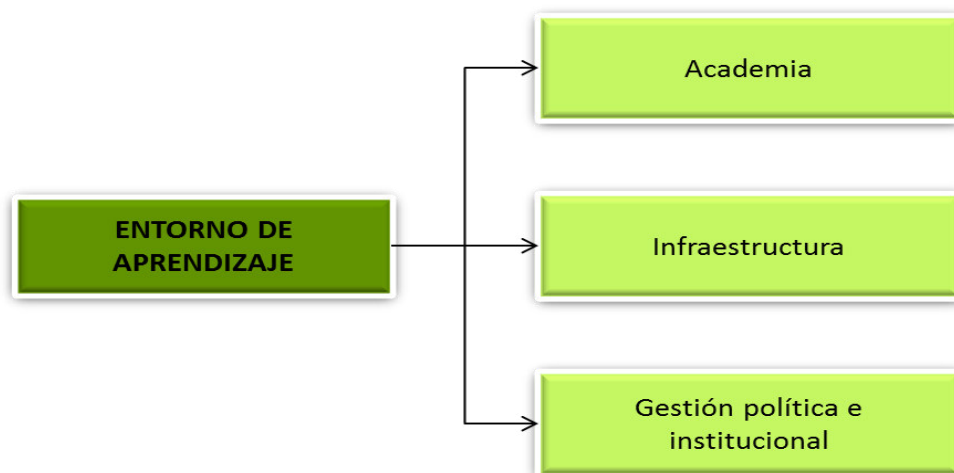 Academia
ENTORNO DE
APRENDIZAJE
Infraestructura
Gestión política e
institucional